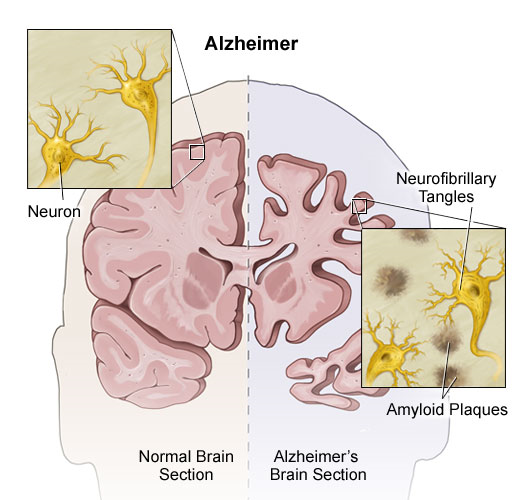 Alzheimer
Neuron
Neurofibrillary
Tangles
Amyloid Plaques
Normal Brain
Section
Alzheimer’s
Brain Section